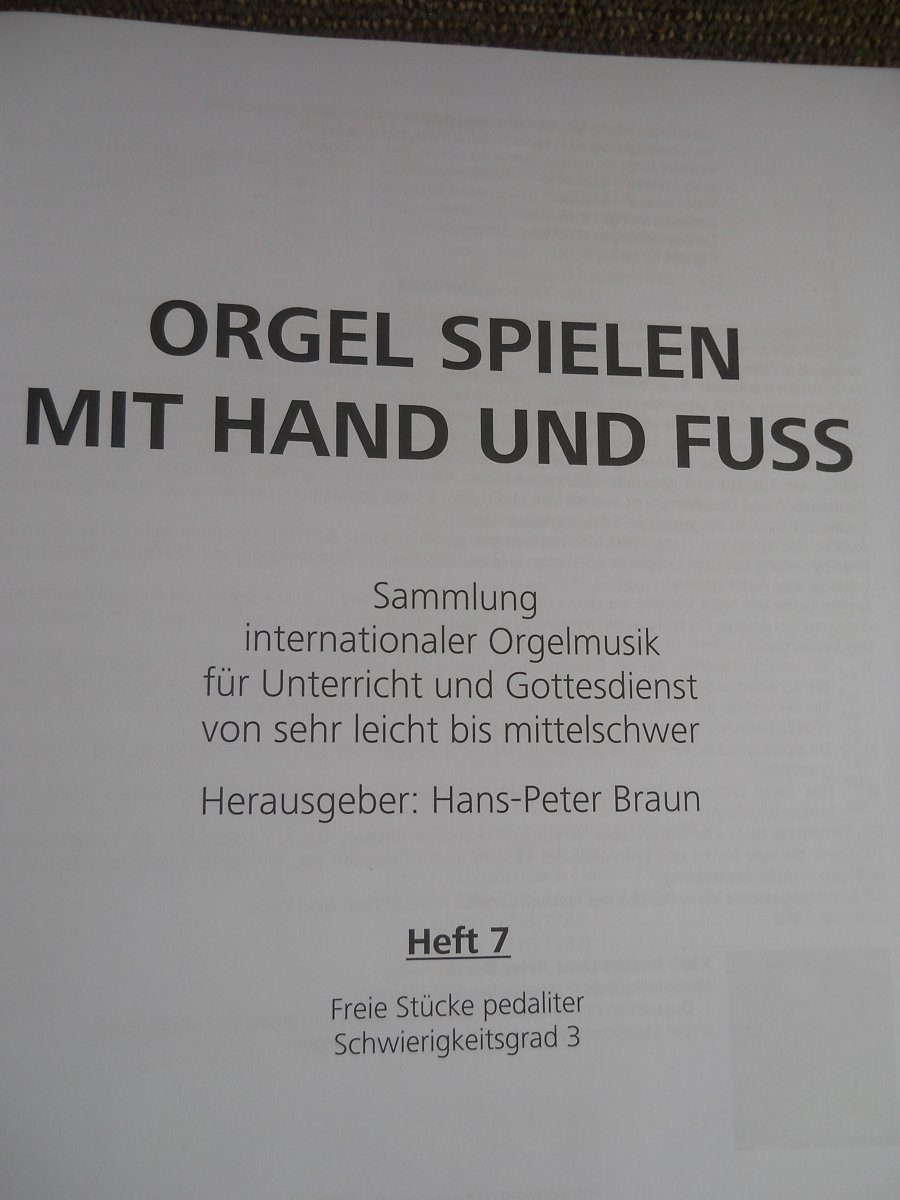 ORGEL SPIELEN
MIT HAND UND FUSS
Sammlung
internationaler Orgelmusik
für Unterricht und Gottesdienst
von sehr leicht bis mittelschwer
Herausgeber: Hans-Peter Braun
Heft 7
Freie Stücke pedaliter
Schwierigkeitsgrad 3